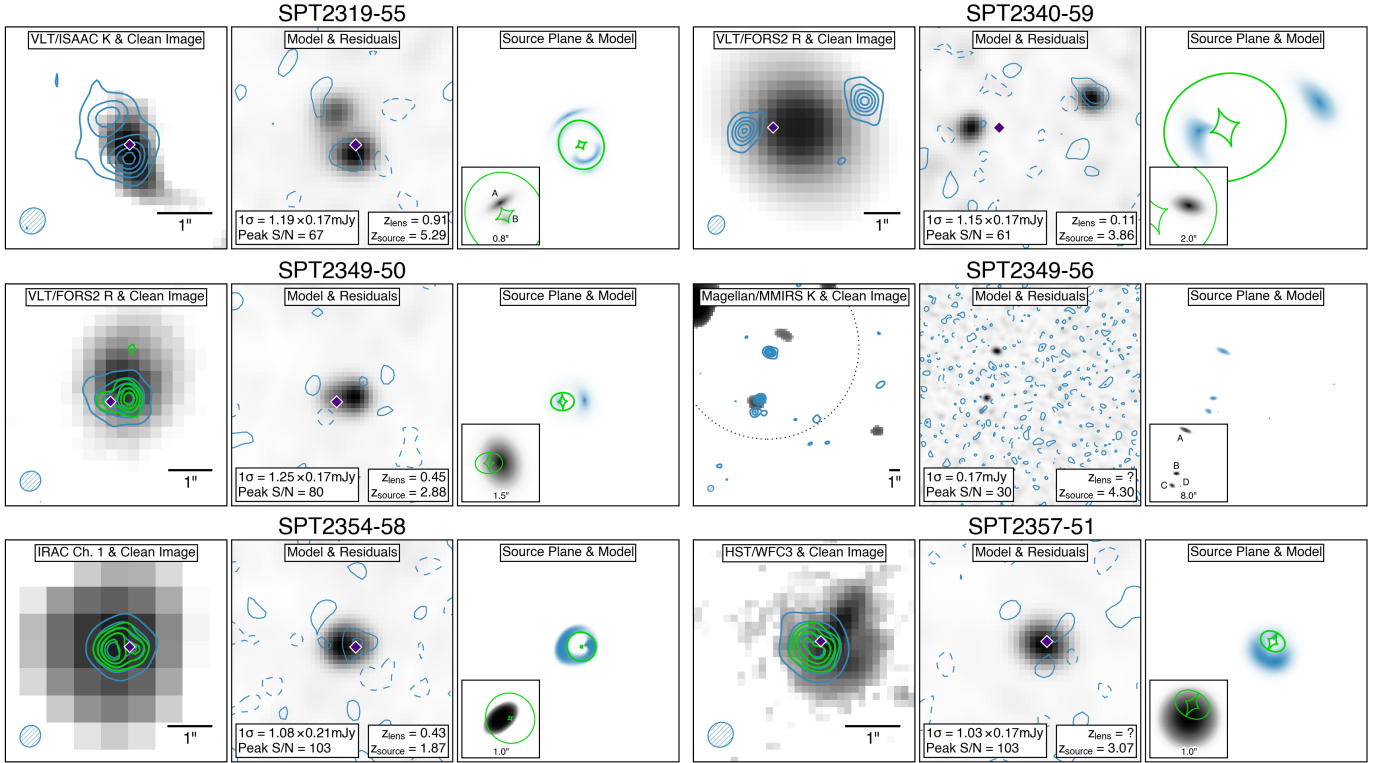 SPT2319-55
VLT/ISAAC K & Clean Image
1"
Model & Residuals
1σ = 1.19×0.17mJy
Peak S/N = 67
z_lens = 0.91
z_source = 5.29
Source Plane & Model
A
B
0.8"
SPT2340-59
VLT/FORS2 R & Clean Image
1"
Model & Residuals
1σ = 1.15×0.17mJy
Peak S/N = 61
z_lens = 0.11
z_source = 3.86
Source Plane & Model
2.0"
SPT2349-50
VLT/FORS2 R & Clean Image
1"
Model & Residuals
1σ = 1.25×0.17mJy
Peak S/N = 80
z_lens = 0.45
z_source = 2.88
Source Plane & Model
1.5"
SPT2349-56
Magellan/MMIRS K & Clean Image
1"
Model & Residuals
1σ = 0.17mJy
Peak S/N = 30
z_lens = ?
z_source = 4.30
Source Plane & Model
A
B
C D
8.0"
SPT2354-58
IRAC Ch. 1 & Clean Image
1"
Model & Residuals
1σ = 1.08×0.21mJy
Peak S/N = 103
z_lens = 0.43
z_source = 1.87
Source Plane & Model
1.0"
SPT2357-51
HST/WFC3 & Clean Image
1"
Model & Residuals
1σ = 1.03×0.17mJy
Peak S/N = 103
z_lens = ?
z_source = 3.07
Source Plane & Model
1.0"